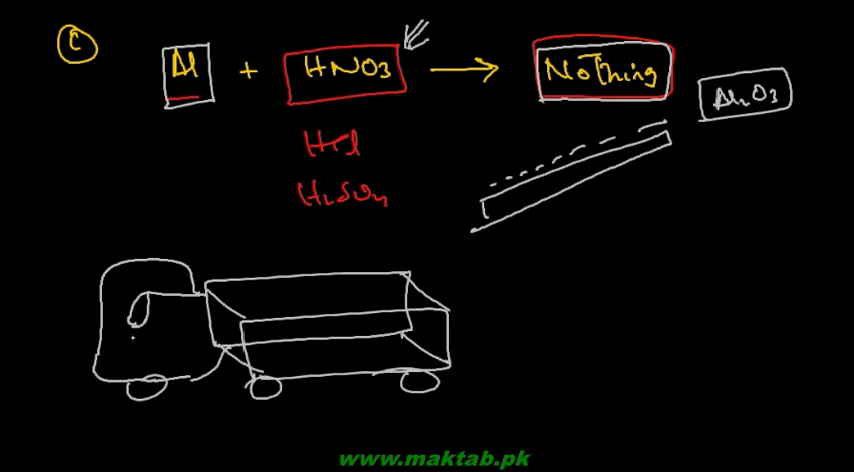 C
Al + HNO3 → Nothing
Al2O3
HCl
H2SO4
www.maktab.pk